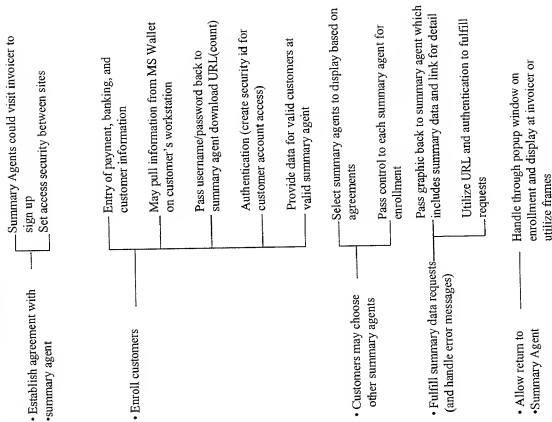 • Establish agreement with
•summary agent
Summary Agents could visit invoicer to
sign up
Set access security between sites
• Enroll customers
Entry of payment, banking, and
customer information
May pull information from MS Wallet
on customer's workstation
Pass username/password back to
summary agent download URL(count)
Authentication (create security id for
customer account access)
Provide data for valid customers at
valid summary agent
• Customers may choose
other summary agents
Select summary agents to display based on
agreements
Pass control to each summary agent for
enrollment
• Fulfill summary data requests
(and handle error messages)
Pass graphic back to summary agent which
includes summary data and link for detail
Utilize URL and authentication to fulfill
requests
• Allow return to
•Summary Agent
Handle through popup window on
enrollment and display at invoicer or
utilize frames